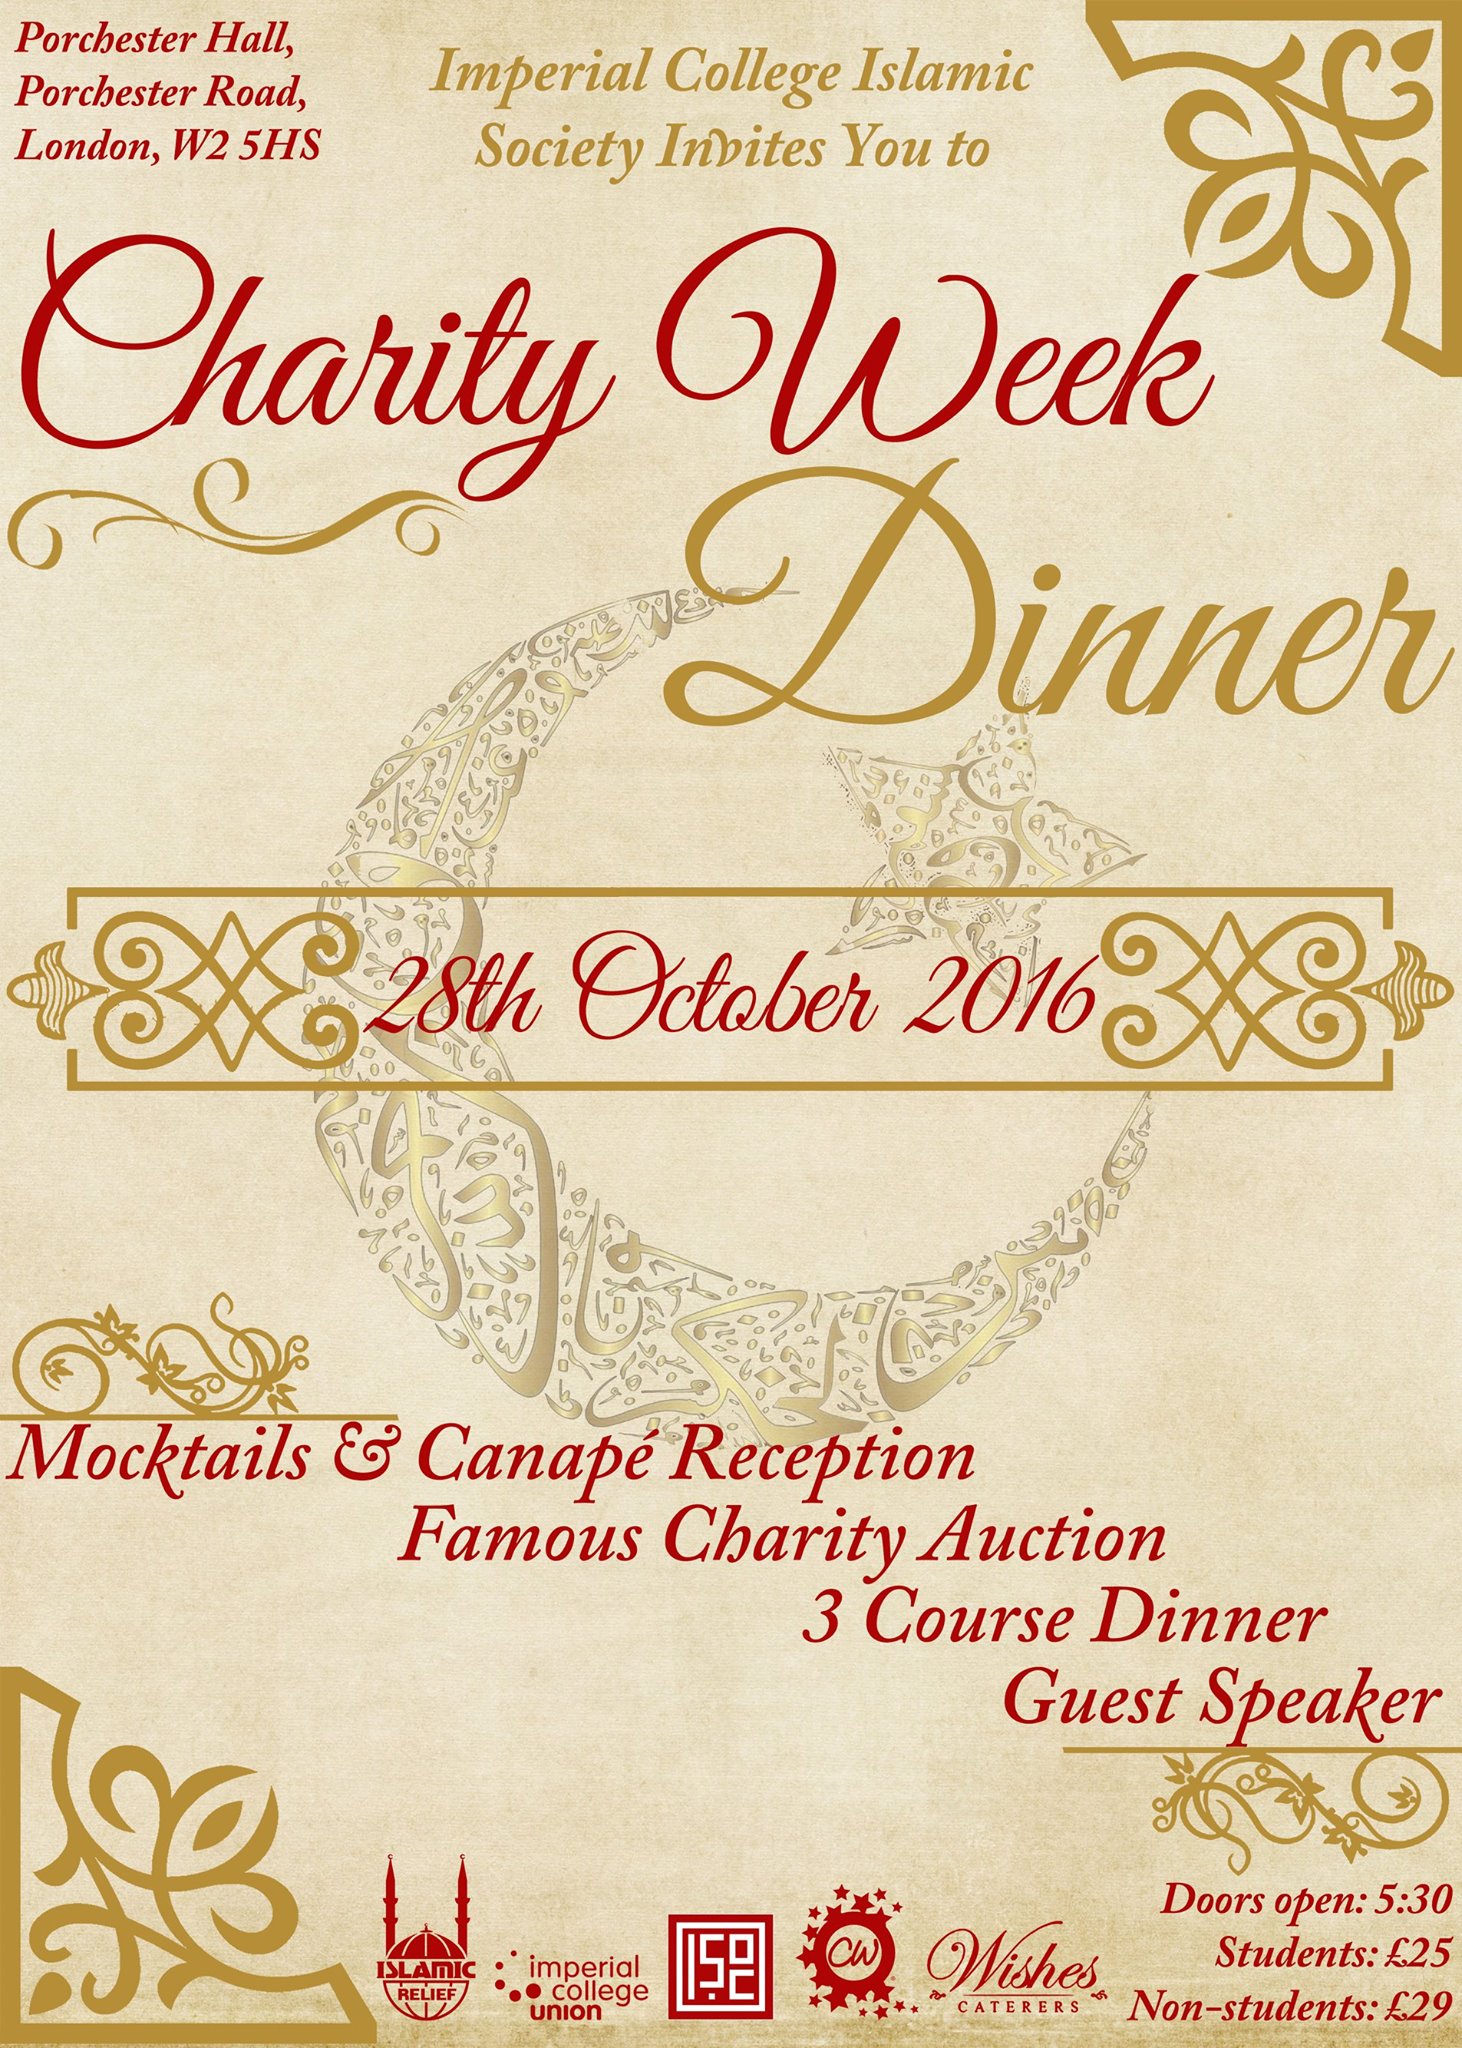 Porchester Hall,
Porchester Road,
London, W2 5HS
Imperial College Islamic
Society Invites You to
Charity Week
Dinner
28th October 2016
Mocktails & Canapé Reception
Famous Charity Auction
3 Course Dinner
Guest Speaker
Doors open: 5:30
Students: £25
Non-students: £29
ISLAMIC
RELIEF
imperial
college
union
ISOC
CW
Wishes
CATERERS